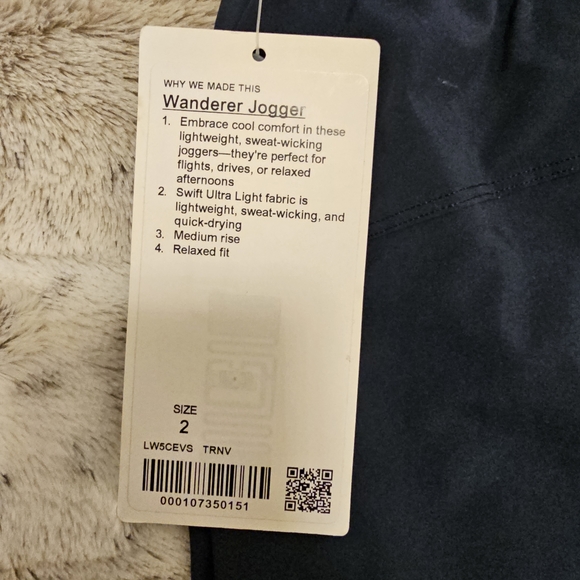 WHY WE MADE THIS
Wanderer Jogger
1. Embrace cool comfort in these
lightweight, sweat-wicking
joggers—they're perfect for
flights, drives, or relaxed
afternoons
2. Swift Ultra Light fabric is
lightweight, sweat-wicking, and
quick-drying
3. Medium rise
4. Relaxed fit
SIZE
2
LW5CEVS TRNV
000107350151